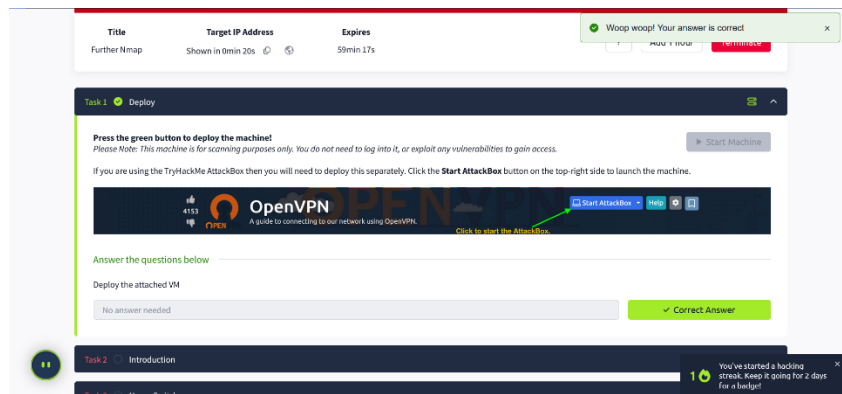 Title Target IP Address Expires
Further Nmap Shown in 0min 20s 59min 17s
Woop woop! Your answer is correct x
? Add 1 hour Terminate
Task 1 Deploy
Press the green button to deploy the machine!
Please Note: This machine is for scanning purposes only. You do not need to log into it, or exploit any vulnerabilities to gain access.
Start Machine
If you are using the TryHackMe AttackBox then you will need to deploy this separately. Click the Start AttackBox button on the top-right side to launch the machine.
4153
OPEN
OpenVPN
A guide to connecting to our network using OpenVPN.
OPENVPN
Start AttackBox Help
Click to start the AttackBox.
Answer the questions below
Deploy the attached VM
No answer needed
Correct Answer
Task 2 Introduction
1
You've started a hacking
streak. Keep it going for 2 days
for a badge!
x